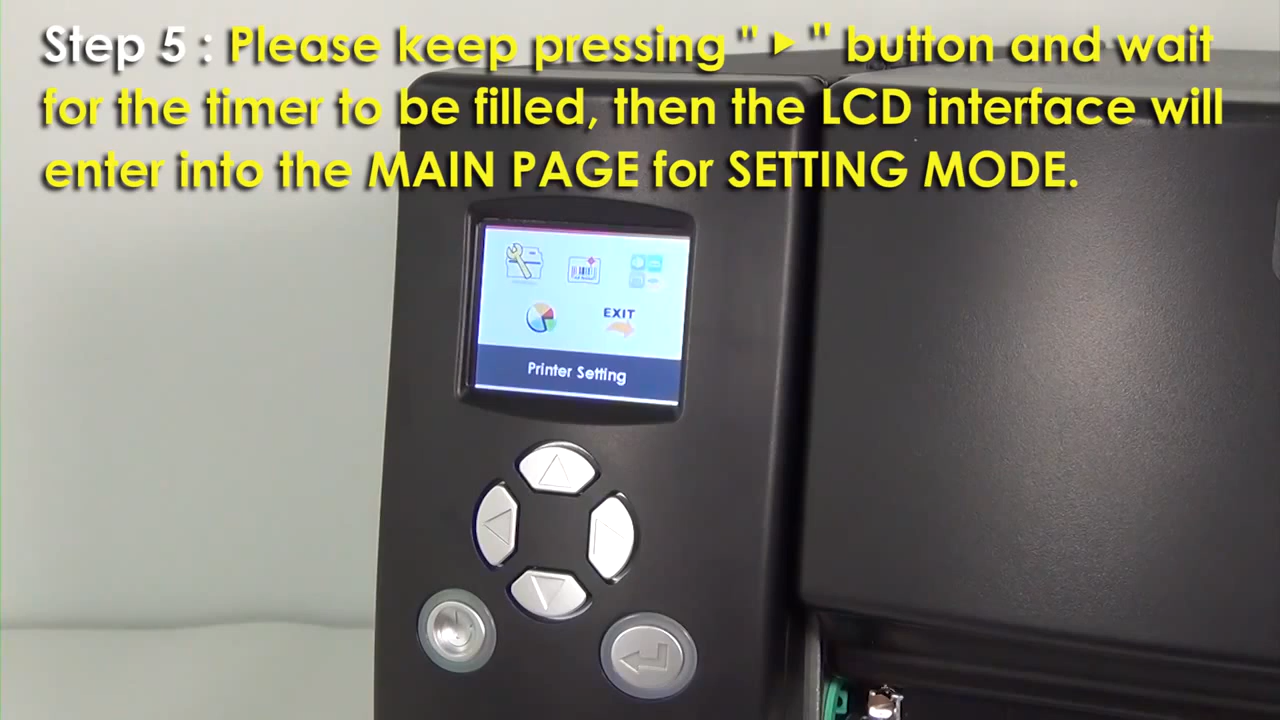 Step 5 : Please keep pressing " ▶ " button and wait
for the timer to be filled, then the LCD interface will
enter into the MAIN PAGE for SETTING MODE.
EXIT
Printer Setting